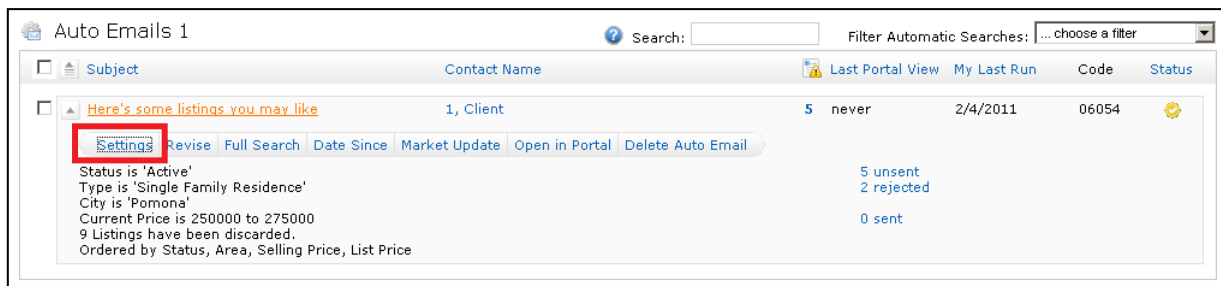 Auto Emails 1
Search:
Filter Automatic Searches: ... choose a filter
Subject Contact Name Last Portal View My Last Run Code Status
Here's some listings you may like 1, Client 5 never 2/4/2011 06054
Settings Revise Full Search Date Since Market Update Open in Portal Delete Auto Email
Status is 'Active' 5 unsent
Type is 'Single Family Residence' 2 rejected
City is 'Pomona'
Current Price is 250000 to 275000 0 sent
9 Listings have been discarded.
Ordered by Status, Area, Selling Price, List Price